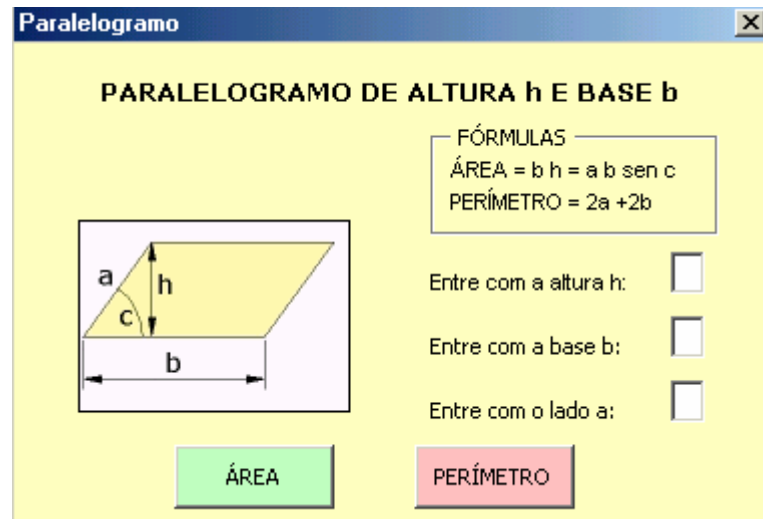 Paralelogramo
PARALELOGRAMO DE ALTURA h E BASE b
FÓRMULAS
ÁREA = b h = a b sen c
PERÍMETRO = 2a +2b
a
h
c
b
Entre com a altura h:
Entre com a base b:
Entre com o lado a:
ÁREA
PERÍMETRO